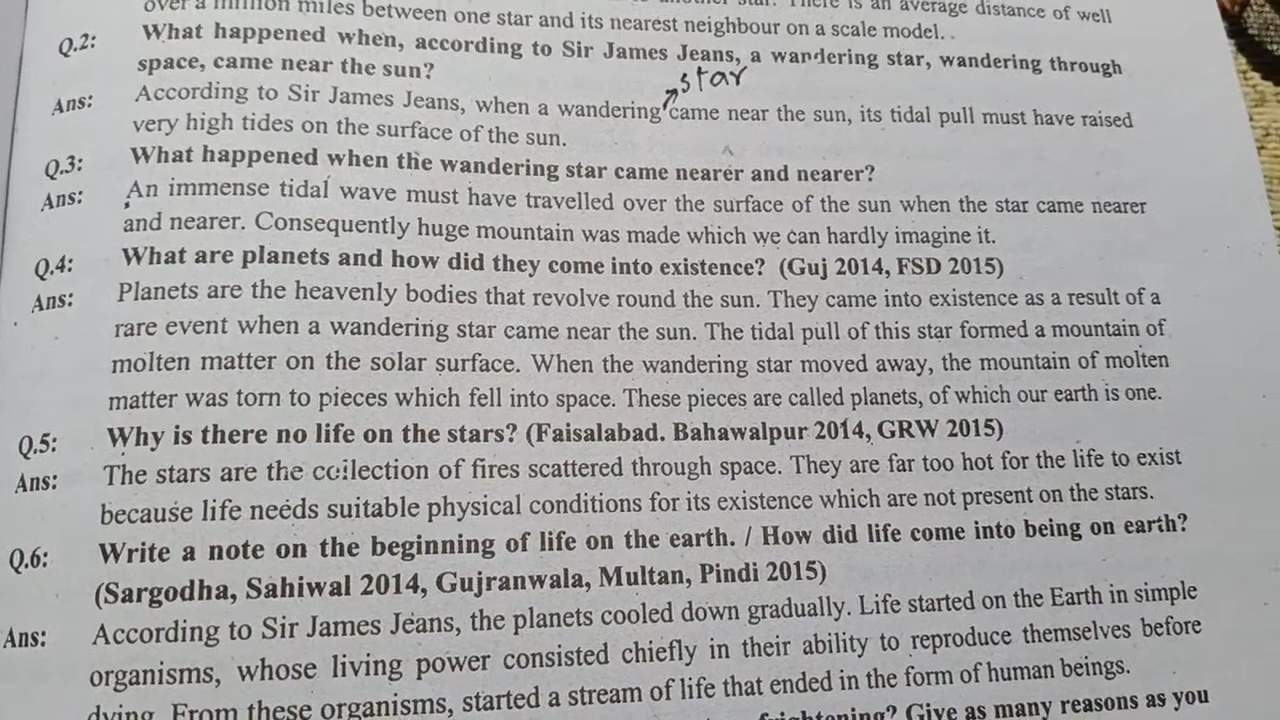 over a million miles between one star and its nearest neighbour on a scale model. There is an average distance of well
Q.2: What happened when, according to Sir James Jeans, a wandering star, wandering through
space, came near the sun?
star
Ans: According to Sir James Jeans, when a wandering came near the sun, its tidal pull must have raised
very high tides on the surface of the sun.
Q.3: What happened when the wandering star came nearer and nearer?
Ans: An immense tidal wave must have travelled over the surface of the sun when the star came nearer
and nearer. Consequently huge mountain was made which we can hardly imagine it.
Q.4: What are planets and how did they come into existence? (Guj 2014, FSD 2015)
Ans: Planets are the heavenly bodies that revolve round the sun. They came into existence as a result of a
rare event when a wandering star came near the sun. The tidal pull of this star formed a mountain of
molten matter on the solar surface. When the wandering star moved away, the mountain of molten
matter was torn to pieces which fell into space. These pieces are called planets, of which our earth is one.
Q.5: Why is there no life on the stars? (Faisalabad. Bahawalpur 2014, GRW 2015)
Ans: The stars are the collection of fires scattered through space. They are far too hot for the life to exist
because life needs suitable physical conditions for its existence which are not present on the stars.
Q.6: Write a note on the beginning of life on the earth. / How did life come into being on earth?
(Sargodha, Sahiwal 2014, Gujranwala, Multan, Pindi 2015)
Ans: According to Sir James Jeans, the planets cooled down gradually. Life started on the Earth in simple
organisms, whose living power consisted chiefly in their ability to reproduce themselves before
dying. From these organisms, started a stream of life that ended in the form of human beings.
frightening? Give as many reasons as you